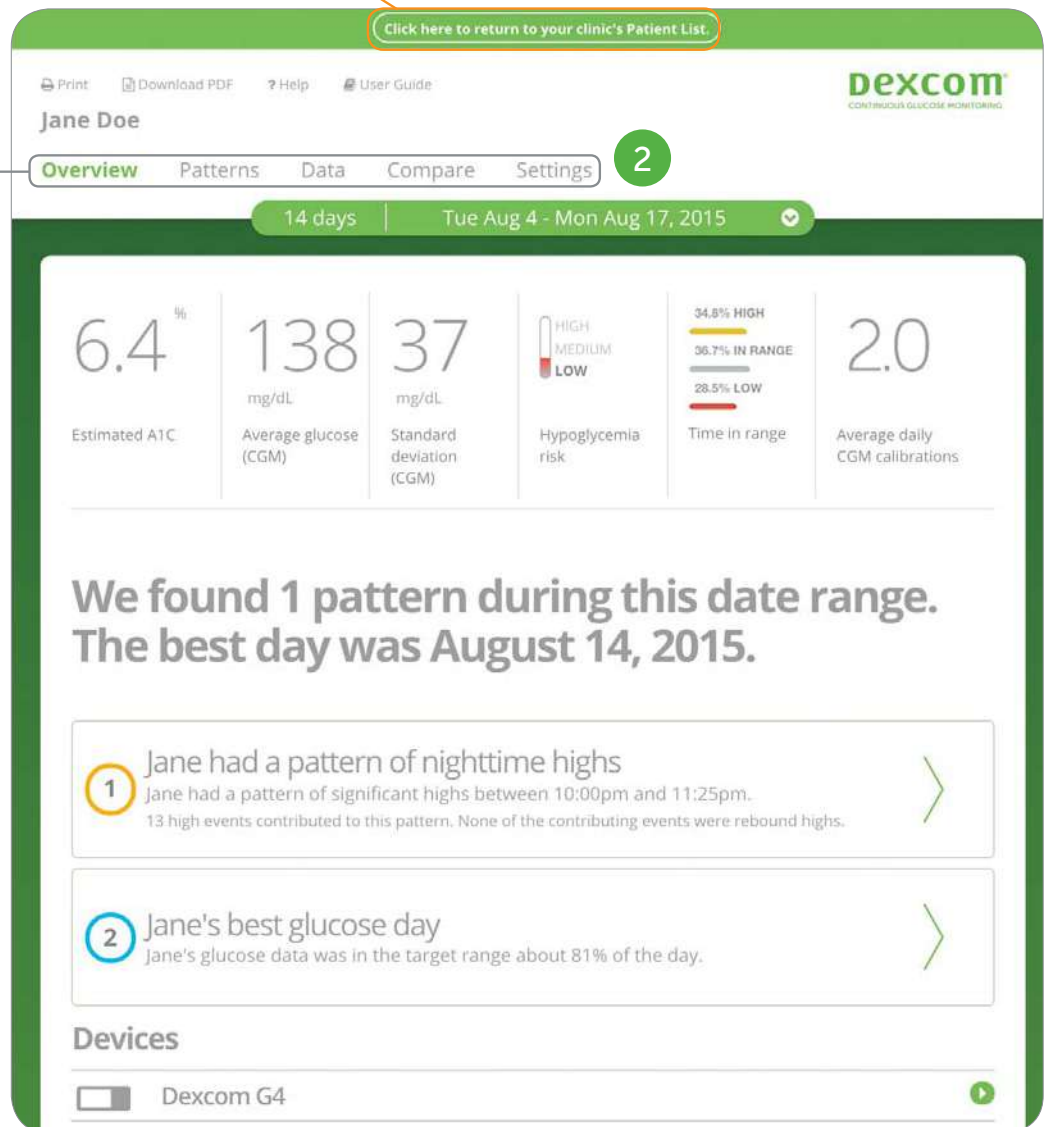 Click here to return to your clinic's Patient List.
Print Download PDF ? Help User Guide
Dexcom
CONTINUOUS GLUCOSE MONITORING
Jane Doe
Overview Patterns Data Compare Settings 2
14 days | Tue Aug 4 - Mon Aug 17, 2015
6.4 %
Estimated A1C
138
mg/dL
Average glucose
(CGM)
37
mg/dL
Standard
deviation
(CGM)
HIGH
MEDIUM
LOW
Hypoglycemia
risk
34.8% HIGH
36.7% IN RANGE
28.5% LOW
Time in range
2.0
Average daily
CGM calibrations
We found 1 pattern during this date range.
The best day was August 14, 2015.
1
Jane had a pattern of nighttime highs
Jane had a pattern of significant highs between 10:00pm and 11:25pm.
13 high events contributed to this pattern. None of the contributing events were rebound highs.
2
Jane's best glucose day
Jane's glucose data was in the target range about 81% of the day.
Devices
Dexcom G4